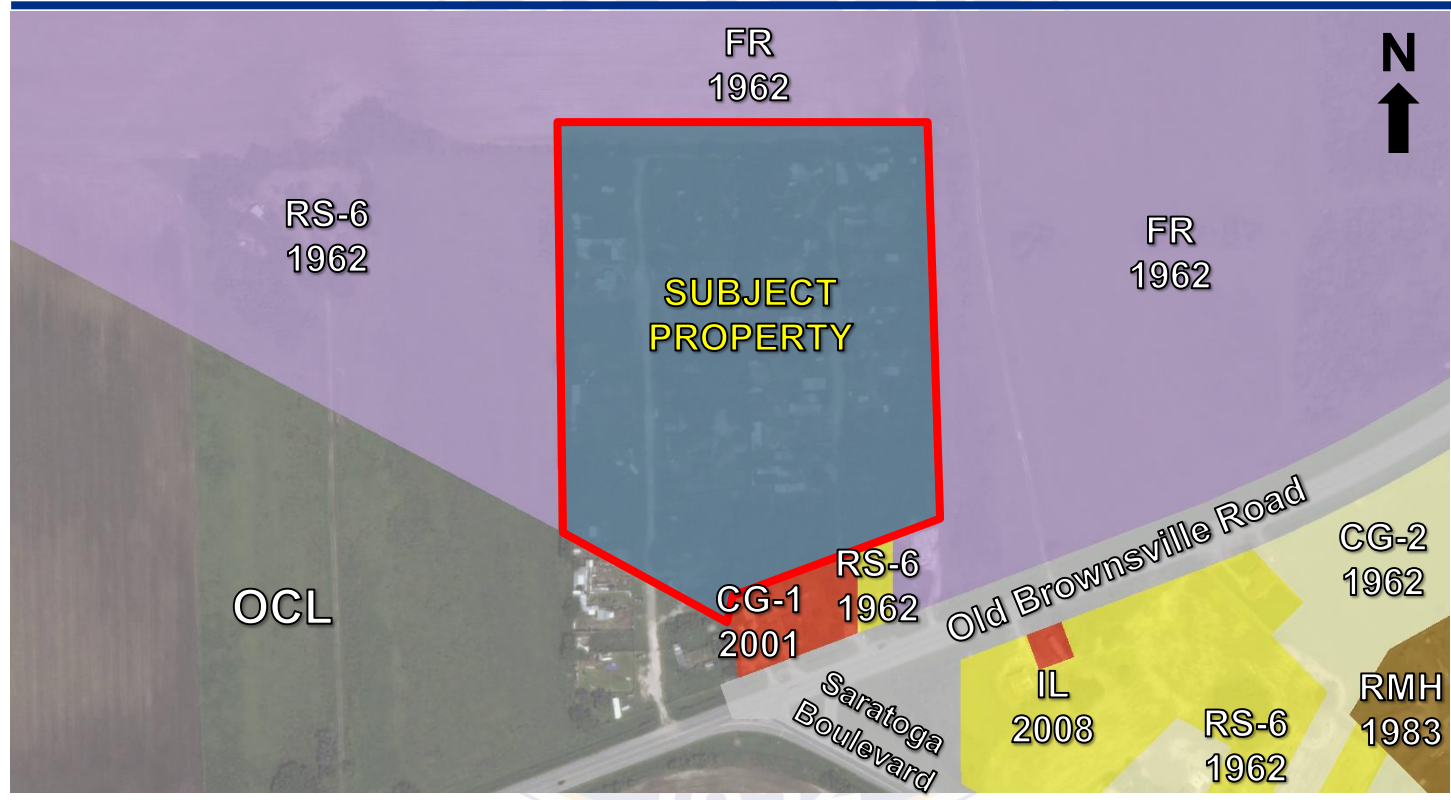 FR
1962
N
RS-6
1962
FR
1962
SUBJECT
PROPERTY
Old Brownsville Road
CG-2
1962
RS-6
1962
OCL
CG-1
2001
Saratoga
Boulevard
IL
2008
RMH
1983
RS-6
1962